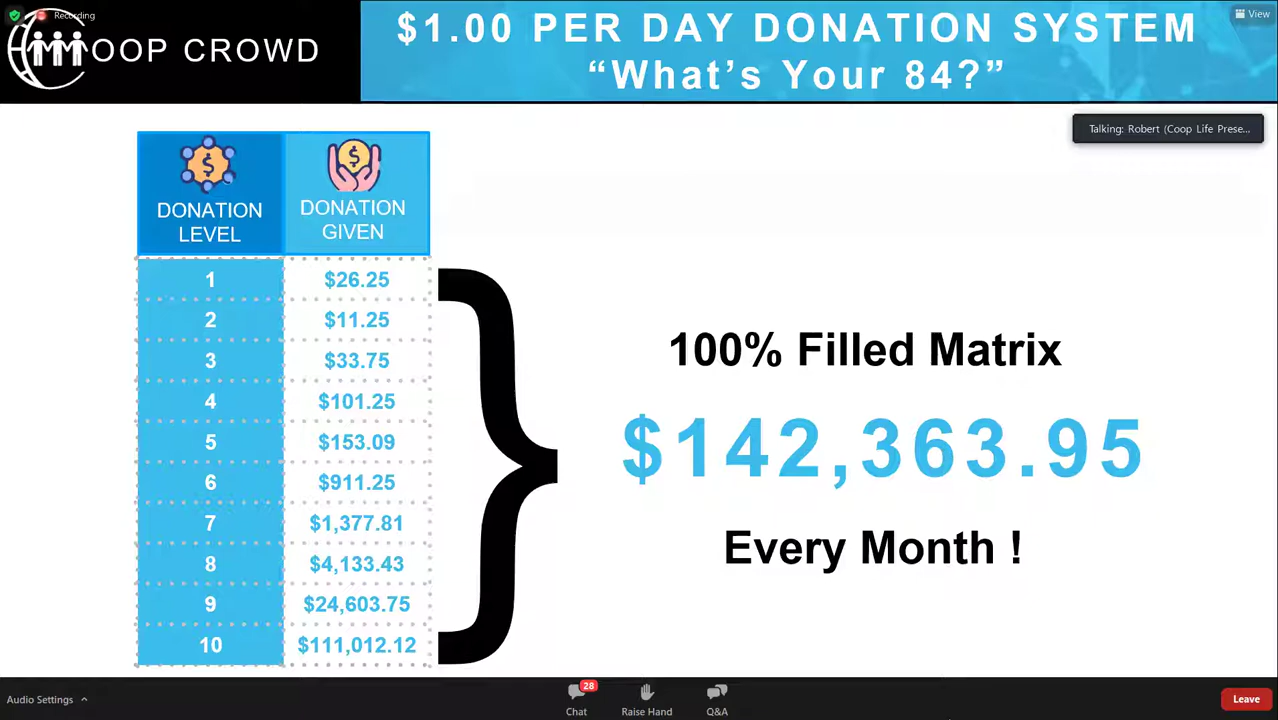 Recording
OOP CROWD
$1.00 PER DAY DONATION SYSTEM
“What’s Your 84?”
View
Talking: Robert (Coop Life Prese...
DONATION LEVEL
DONATION GIVEN
1 $26.25
2 $11.25
3 $33.75
4 $101.25
5 $153.09
6 $911.25
7 $1,377.81
8 $4,133.43
9 $24,603.75
10 $111,012.12
100% Filled Matrix
$142,363.95
Every Month !
Audio Settings
28
Chat
Raise Hand
Q&A
Leave